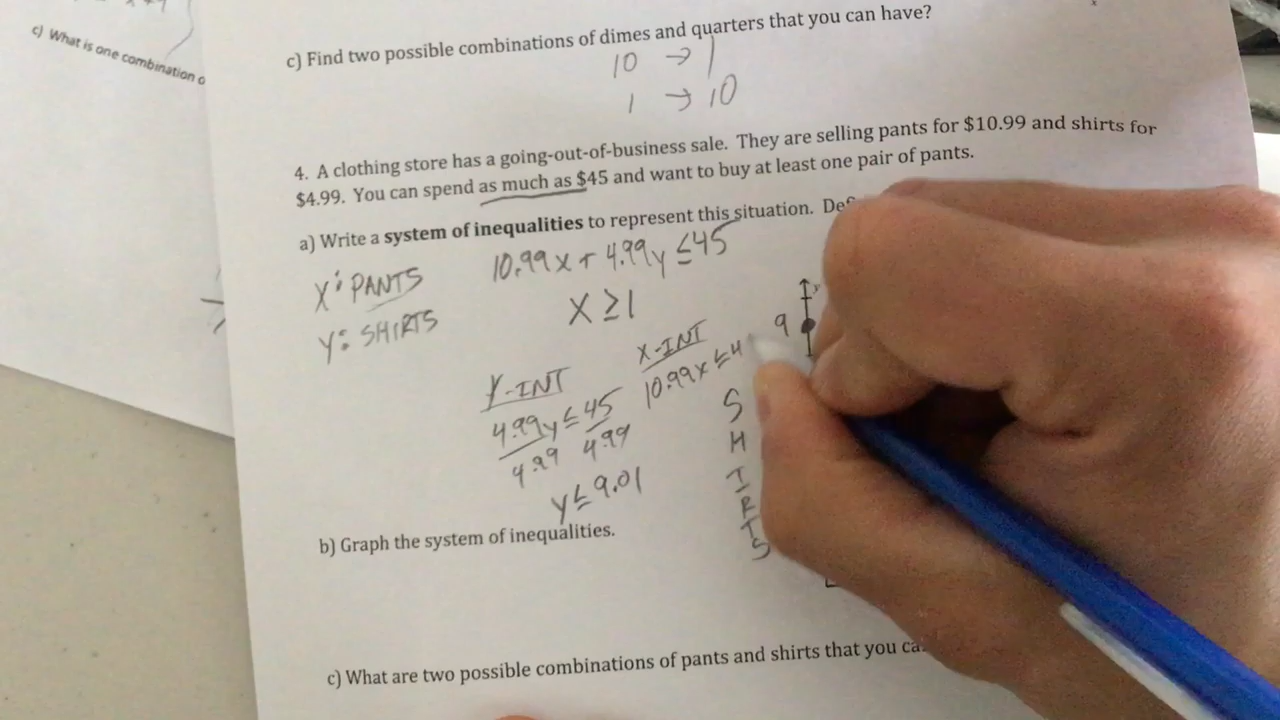 c) What is one combination
c) Find two possible combinations of dimes and quarters that you can have?
10 → 1
1 → 10
4. A clothing store has a going-out-of-business sale. They are selling pants for $10.99 and shirts for
$4.99. You can spend as much as $45 and want to buy at least one pair of pants.
a) Write a system of inequalities to represent this situation.
X: PANTS
Y: SHIRTS
10.99x + 4.99y ≤ 45
X ≥ 1
Y-INT
4.99y ≤ 45
4.99 4.99
y ≤ 9.01
X-INT
10.99x ≤ 4
9
y
SHIRTS
b) Graph the system of inequalities.
c) What are two possible combinations of pants and shirts that you